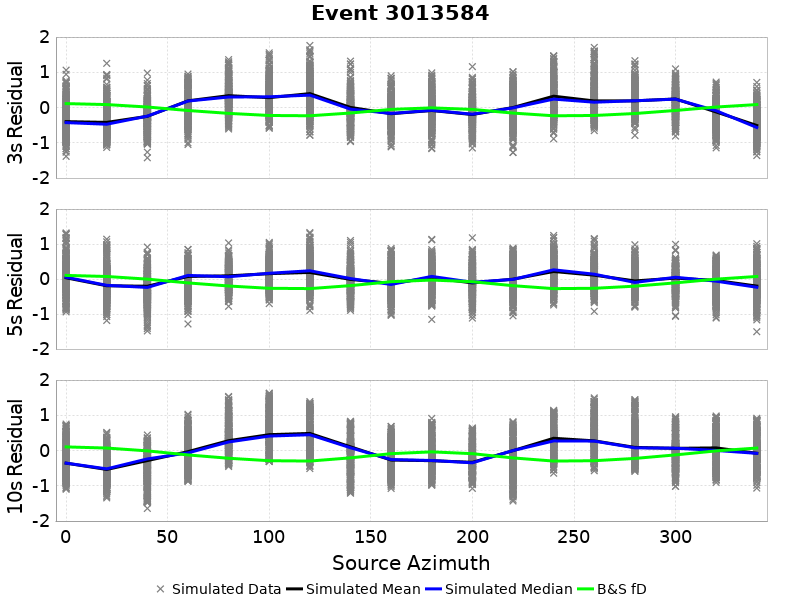 Event 3013584
3s Residual
2
1
0
-1
-2
5s Residual
2
1
0
-1
-2
10s Residual
2
1
0
-1
-2
0 50 100 150 200 250 300
Source Azimuth
Simulated Data Simulated Mean Simulated Median B&S fD